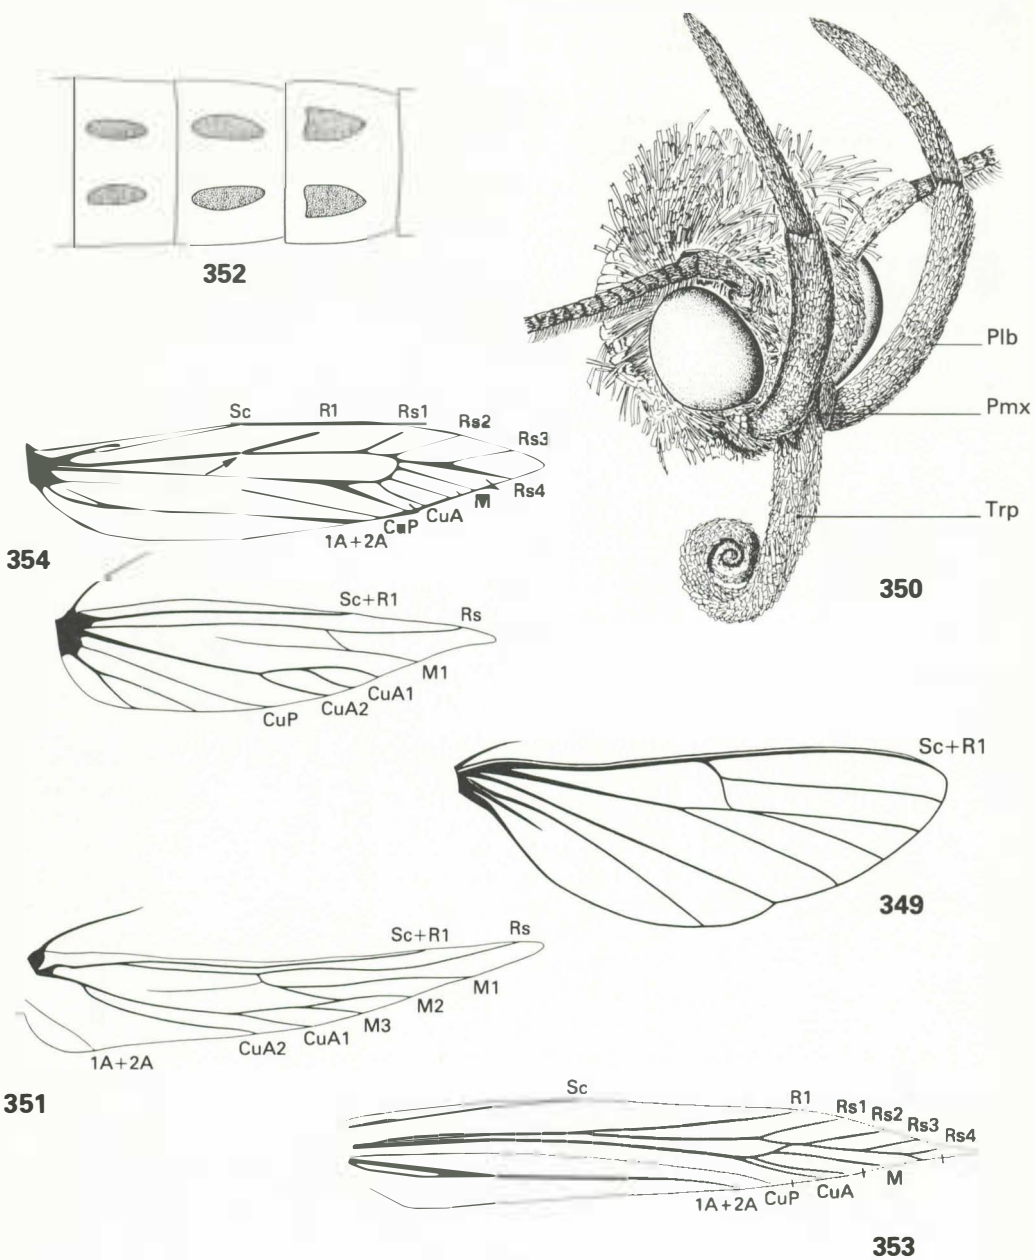 352
Plb
Pmx
Trp
350
Sc R1 Rs1 Rs2 Rs3
Rs4
M
CuA
CuP
1A+2A
354
Sc+R1 Rs
M1
CuA1
CuA2
CuP
Sc+R1
349
Sc+R1 Rs
M1
M2
M3
CuA1
CuA2
1A+2A
351
Sc R1 Rs1 Rs2 Rs3 Rs4
M
CuA
CuP
1A+2A
353